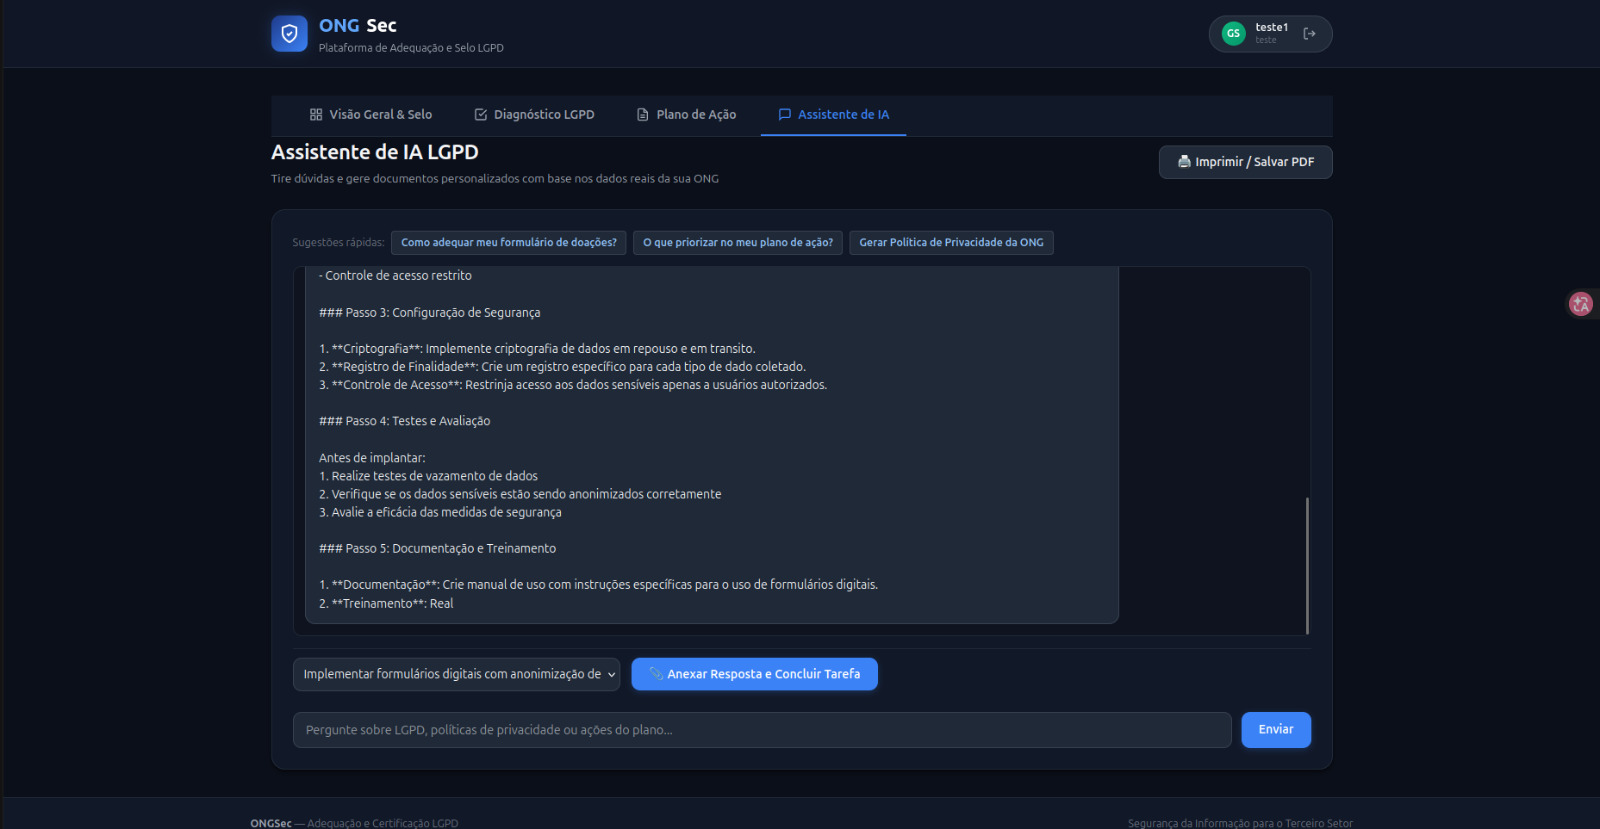 ONG Sec
Plataforma de Adequação e Selo LGPD
GS
teste1
teste
Visão Geral & Selo
Diagnóstico LGPD
Plano de Ação
Assistente de IA
Assistente de IA LGPD
Tire dúvidas e gere documentos personalizados com base nos dados reais da sua ONG
Imprimir / Salvar PDF
Sugestões rápidas:
Como adequar meu formulário de doações?
O que priorizar no meu plano de ação?
Gerar Política de Privacidade da ONG
- Controle de acesso restrito
### Passo 3: Configuração de Segurança
1. **Criptografia**: Implemente criptografia de dados em repouso e em transito.
2. **Registro de Finalidade**: Crie um registro específico para cada tipo de dado coletado.
3. **Controle de Acesso**: Restrinja acesso aos dados sensíveis apenas a usuários autorizados.
### Passo 4: Testes e Avaliação
Antes de implantar:
1. Realize testes de vazamento de dados
2. Verifique se os dados sensíveis estão sendo anonimizados corretamente
3. Avalie a eficácia das medidas de segurança
### Passo 5: Documentação e Treinamento
1. **Documentação**: Crie manual de uso com instruções específicas para o uso de formulários digitais.
2. **Treinamento**: Real
Implementar formulários digitais com anonimização de
Anexar Resposta e Concluir Tarefa
Pergunte sobre LGPD, políticas de privacidade ou ações do plano...
Enviar
ONGSec — Adequação e Certificação LGPD
Segurança da Informação para o Terceiro Setor